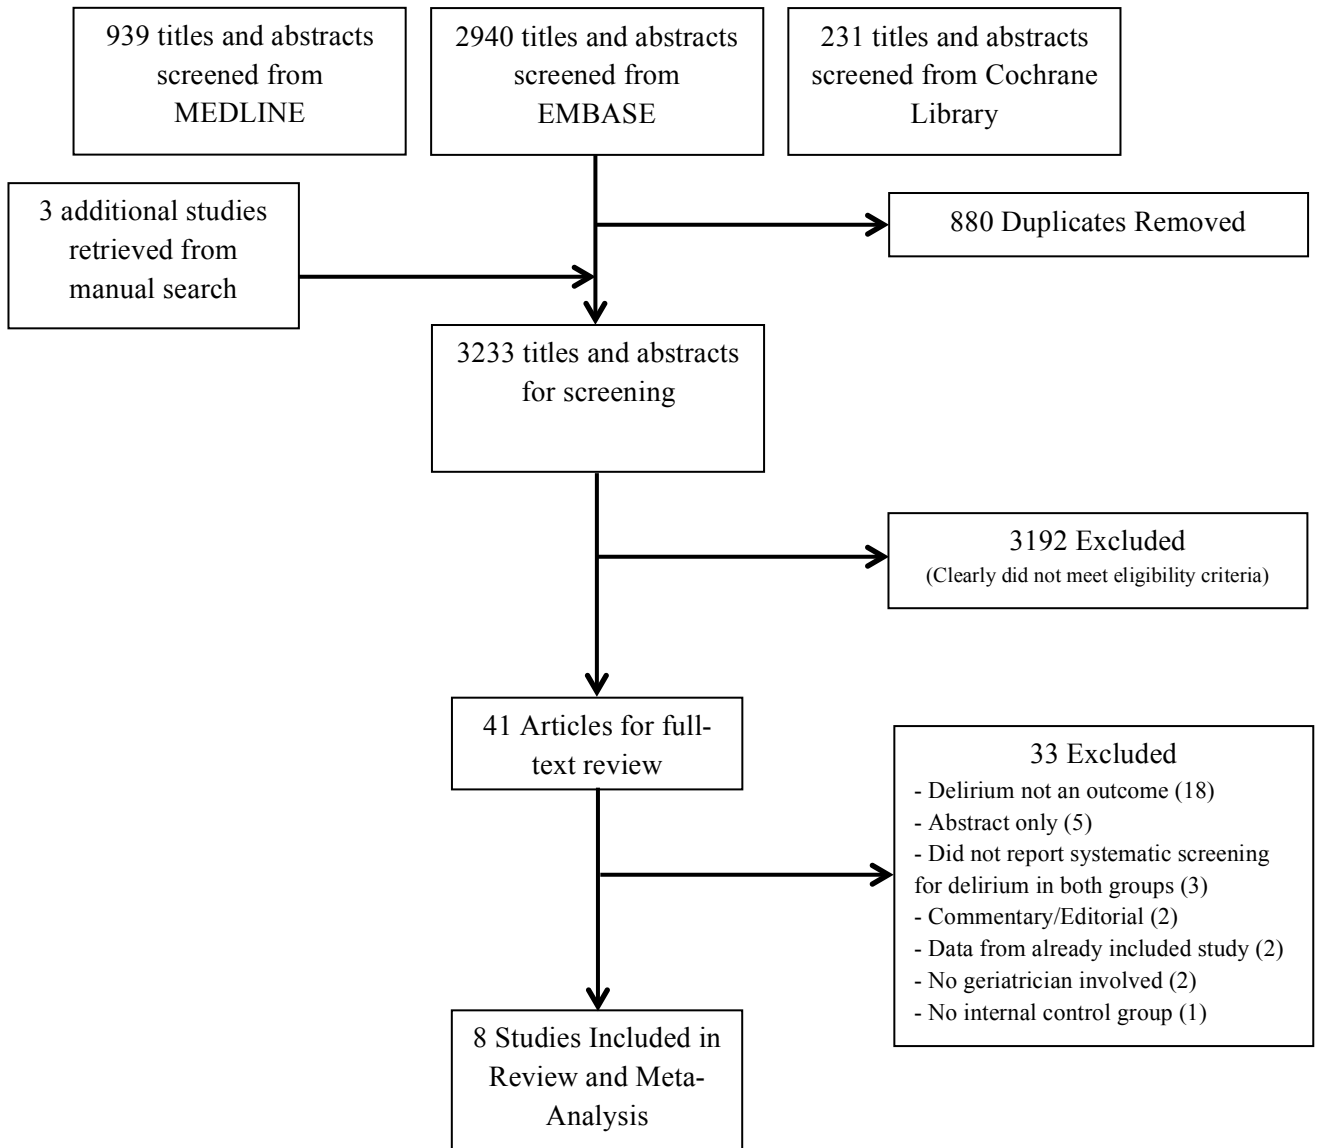 939 titles and abstracts
screened from
MEDLINE
2940 titles and abstracts
screened from
EMBASE
231 titles and abstracts
screened from Cochrane
Library
3 additional studies
retrieved from
manual search
880 Duplicates Removed
3233 titles and abstracts
for screening
3192 Excluded
(Clearly did not meet eligibility criteria)
41 Articles for full-
text review
33 Excluded
- Delirium not an outcome (18)
- Abstract only (5)
- Did not report systematic screening
for delirium in both groups (3)
- Commentary/Editorial (2)
- Data from already included study (2)
- No geriatrician involved (2)
- No internal control group (1)
8 Studies Included in
Review and Meta-
Analysis